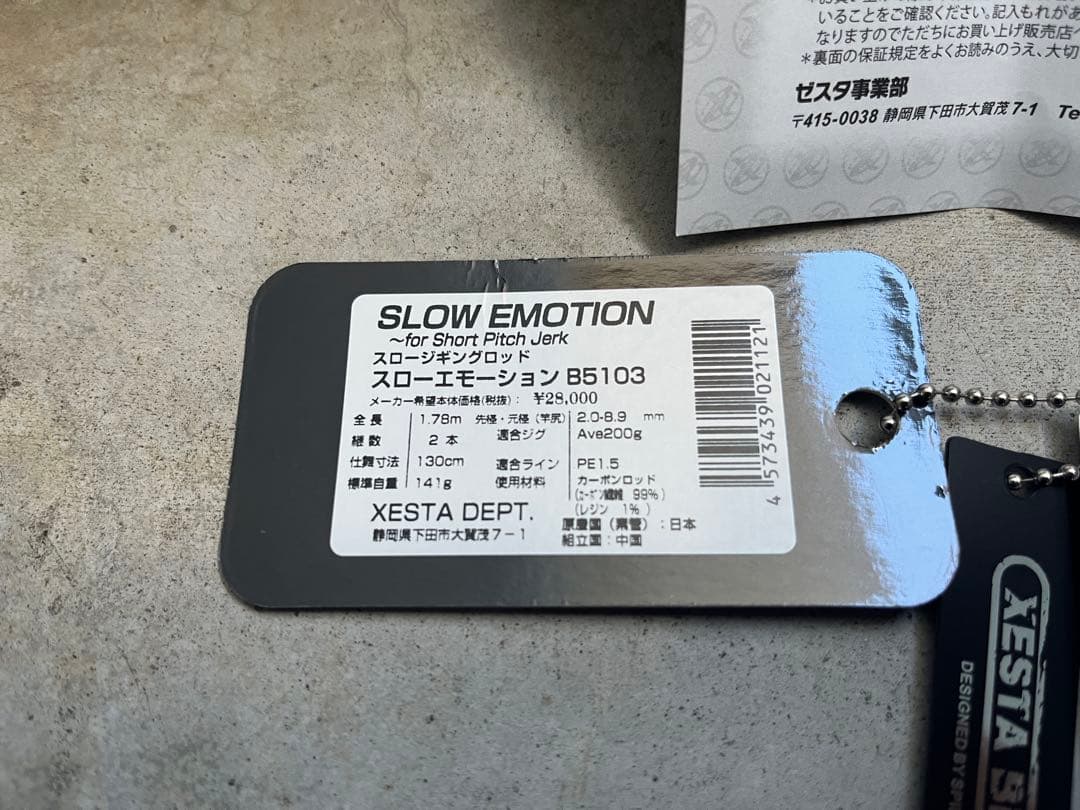 いることをご確認ください。記入もれがあ
なりますのでただちにお買い上げ販売店へ
＊裏面の保証規定をよくお読みのうえ、大切
ゼスタ事業部
〒415-0038 静岡県下田市大賀茂 7-1 Te
SLOW EMOTION
～for Short Pitch Jerk
スロージギングロッド
スローエモーション B5103
メーカー希望本体価格(税抜)： ¥28,000
全長 1.78m 先径・元径（竿尻） 2.0-8.9 mm
継数 2 本 適合ジグ Ave200g
仕舞寸法 130cm 適合ライン PE1.5
標準自重 141g 使用材料 カーボンロッド
(ｶｰﾎﾞﾝ繊維 99%)
(レジン 1%)
XESTA DEPT. 原産国（素管）：日本
静岡県下田市大賀茂７－１ 組立国：中国
4 573439 021121
XESTA
DESIGNED BY